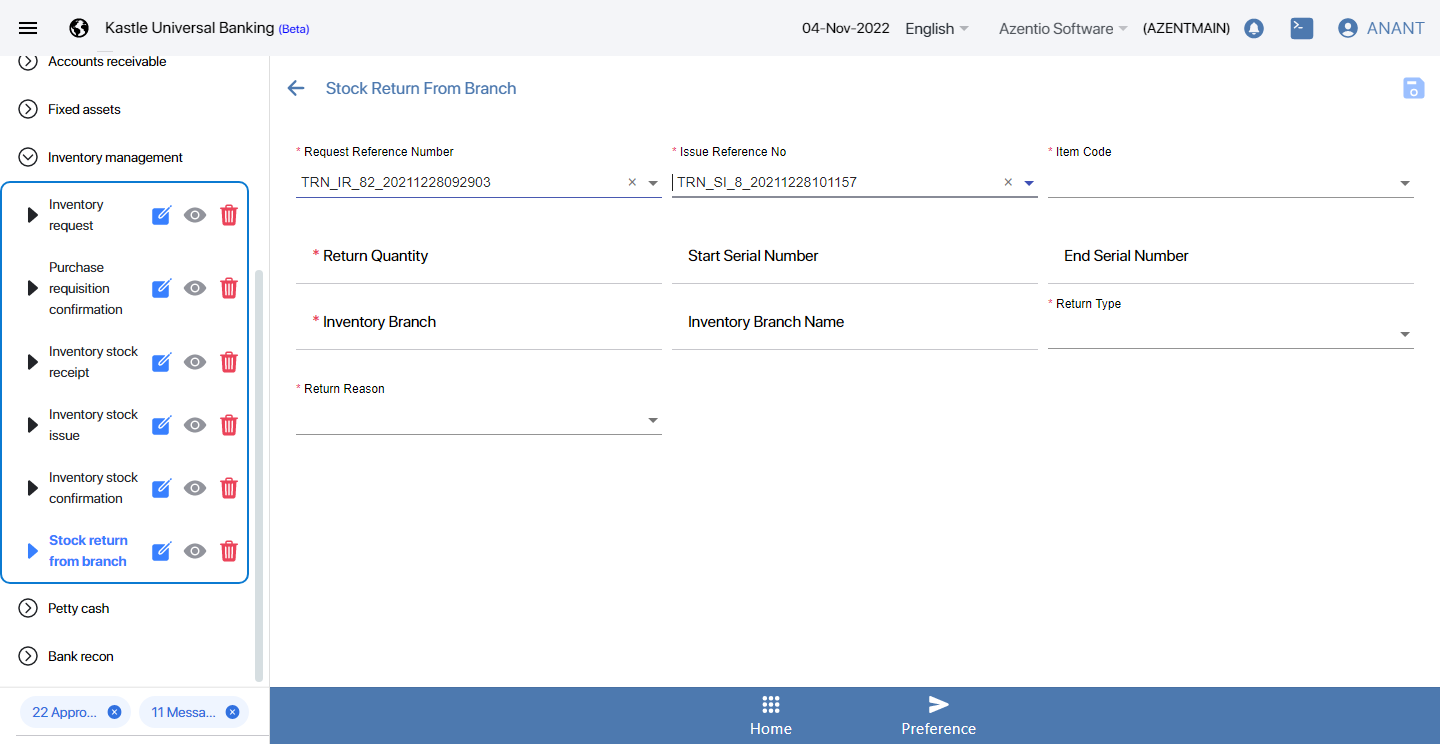 Kastle Universal Banking (Beta)
04-Nov-2022
English
Azentio Software
(AZENTMAIN)
ANANT
Accounts receivable
Fixed assets
Inventory management
Inventory
request
Purchase
requisition
confirmation
Inventory stock
receipt
Inventory stock
issue
Inventory stock
confirmation
Stock return
from branch
Petty cash
Bank recon
22 Appro...
11 Messa...
Stock Return From Branch
* Request Reference Number
TRN_IR_82_20211228092903
* Issue Reference No
TRN_SI_8_20211228101157
* Item Code
* Return Quantity
Start Serial Number
End Serial Number
* Inventory Branch
Inventory Branch Name
* Return Type
* Return Reason
Home
Preference